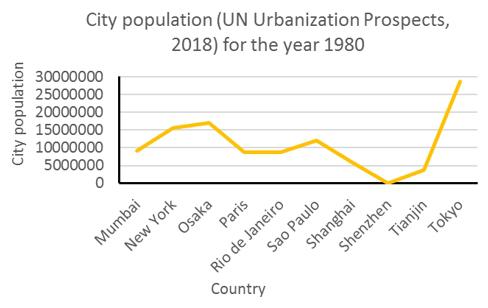 City population (UN Urbanization Prospects,
2018) for the year 1980
City population
30000000
25000000
20000000
15000000
10000000
5000000
0
Mumbai
New York
Osaka
Paris
Rio de Janeiro
Sao Paulo
Shanghai
Shenzhen
Tianjin
Tokyo
Country